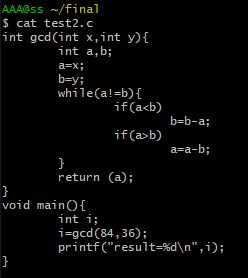 AAA@ss ~/final
$ cat test2.c
int gcd(int x,int y){
        int a,b;
        a=x;
        b=y;
        while(a!=b){
                if(a<b)
                        b=b-a;
                if(a>b)
                        a=a-b;
        }
        return (a);
}
void main(){
        int i;
        i=gcd(84,36);
        printf("result=%d\n",i);
}